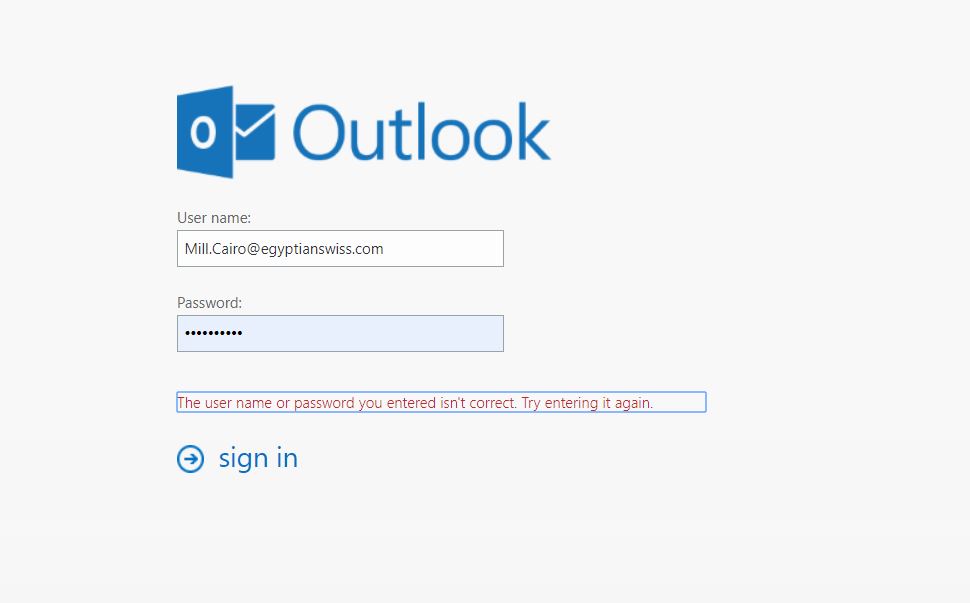 Outlook
User name:
Mill.Cairo@egyptianswiss.com
Password:
••••••••••
The user name or password you entered isn't correct. Try entering it again.
sign in